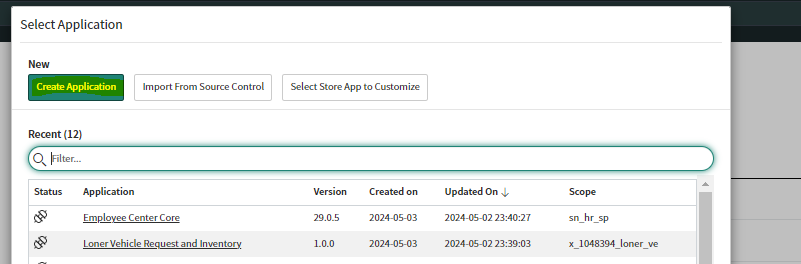 Select Application
New
Create Application Import From Source Control Select Store App to Customize
Recent (12)
Filter...
Status Application Version Created on Updated On Scope
Employee Center Core 29.0.5 2024-05-03 2024-05-02 23:40:27 sn_hr_sp
Loner Vehicle Request and Inventory 1.0.0 2024-05-03 2024-05-02 23:39:03 x_1048394_loner_ve